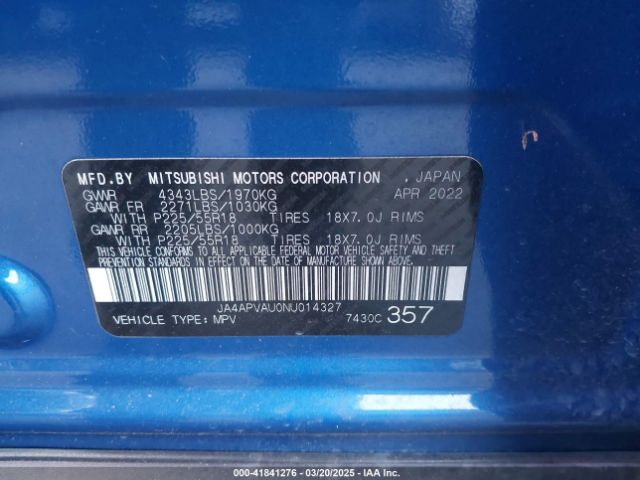 MFD.BY MITSUBISHI MOTORS CORPORATION, JAPAN
GVWR 4343LBS/1970KG APR 2022
GAWR FR 2271LBS/1030KG
WITH P225/55R18 TIRES 18X7.0J RIMS
GAWR RR 2205LBS/1000KG
WITH P225/55R18 TIRES 18X7.0J RIMS
THIS VEHICLE CONFORMS TO ALL APPLICABLE FEDERAL MOTOR VEHICLE SAFETY, AND
THEFT PREVENTION STANDARDS IN EFFECT ON THE DATE OF MANUFACTURE SHOWN ABOVE.
JA4APVAU0NU014327
VEHICLE TYPE: MPV 7430C 357
000-41841276 — 03/20/2025 — IAA Inc.